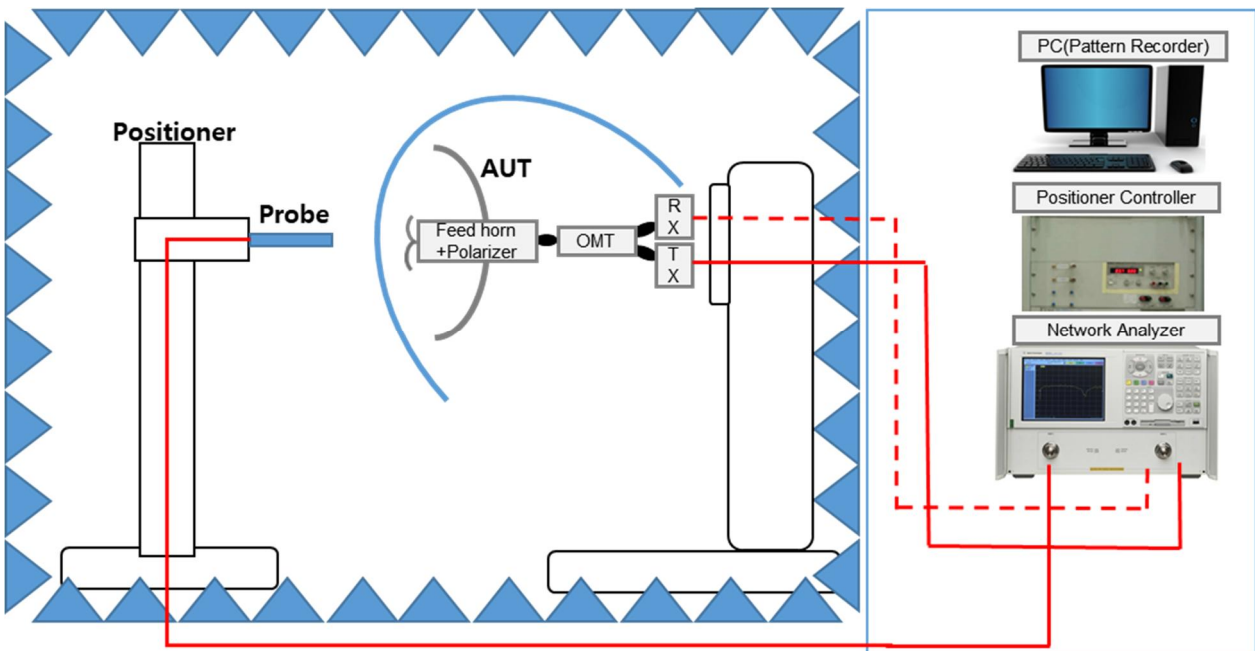 PC(Pattern Recorder)
Positioner
AUT
Probe
Feed horn
+Polarizer
OMT
R
X
T
X
Positioner Controller
Network Analyzer